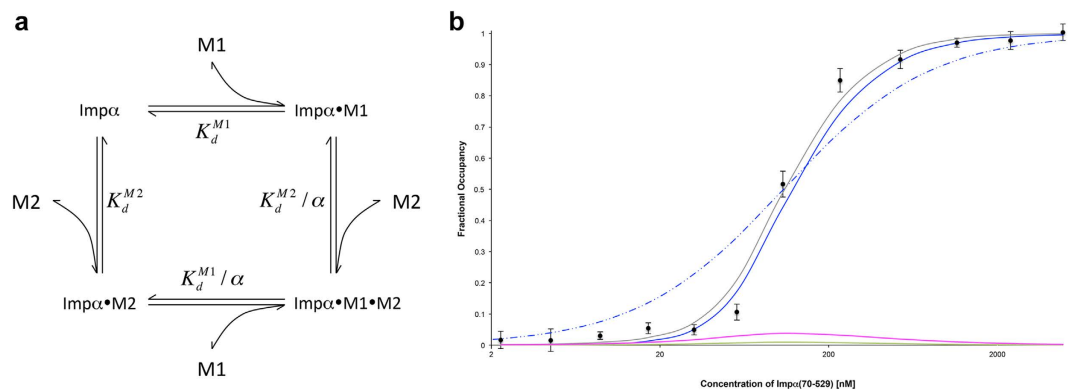 a
M1
Impα
Impα•M1
K_d^{M1}
M2
K_d^{M2}
K_d^{M2}/α
M2
K_d^{M1}/α
Impα•M2
Impα•M1•M2
M1
b
Fractional Occupancy
1
0.9
0.8
0.7
0.6
0.5
0.4
0.3
0.2
0.1
0
2
20
200
2000
Concentration of Impα(70-529) [nM]